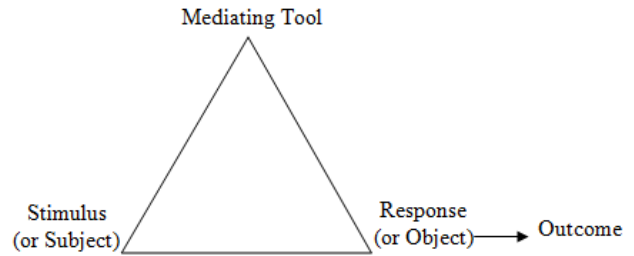 Mediating Tool
Stimulus
(or Subject)
Response
(or Object)
Outcome